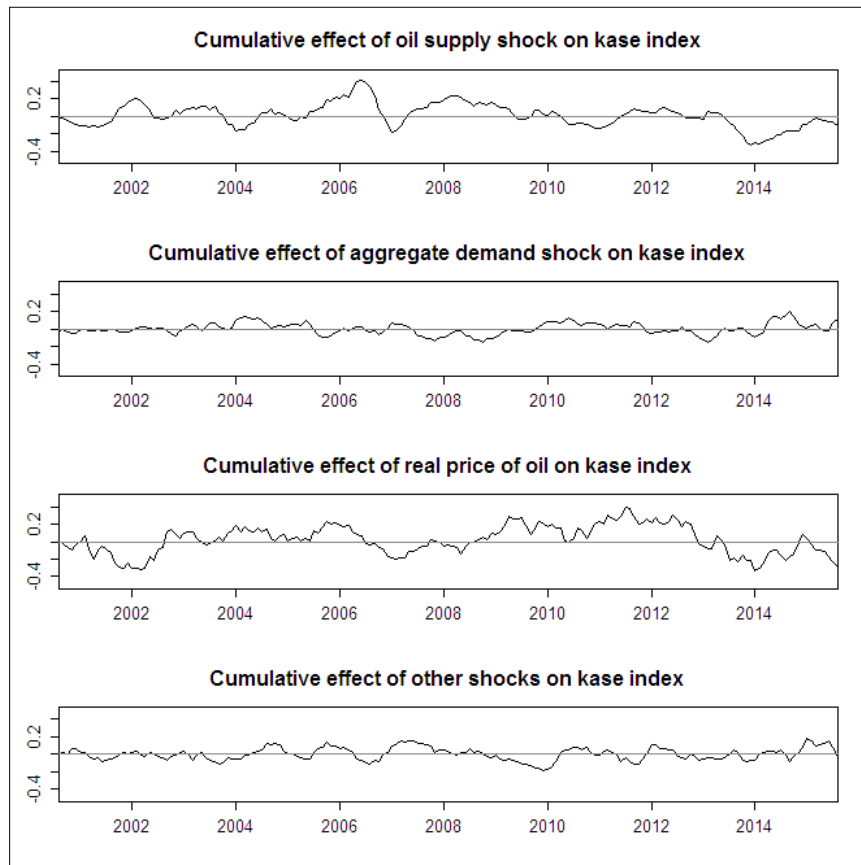 Cumulative effect of oil supply shock on kase index
0.2
-0.4
2002 2004 2006 2008 2010 2012 2014
Cumulative effect of aggregate demand shock on kase index
0.2
-0.4
2002 2004 2006 2008 2010 2012 2014
Cumulative effect of real price of oil on kase index
0.2
-0.4
2002 2004 2006 2008 2010 2012 2014
Cumulative effect of other shocks on kase index
0.2
-0.4
2002 2004 2006 2008 2010 2012 2014